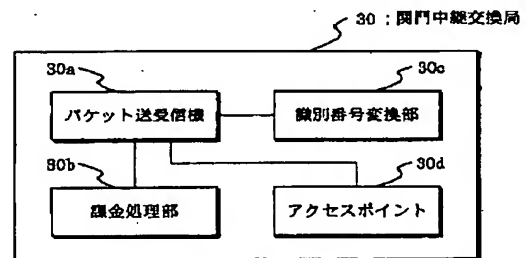 30 ; 関門中継交換局
30a
30c
パケット送受信機
識別番号変換部
30b
30d
課金処理部
アクセスポイント